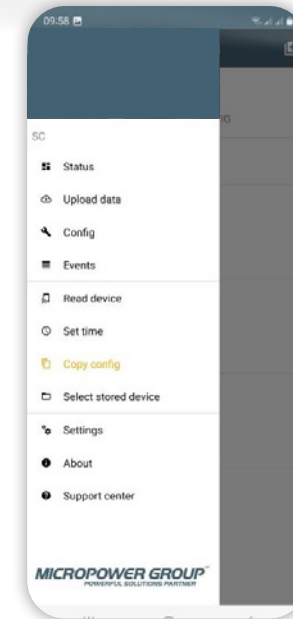 09:58
SC
Status
Upload data
Config
Events
Read device
Set time
Copy config
Select stored device
Settings
About
Support center
MICROPOWER GROUP
POWERFUL SOLUTIONS PARTNER